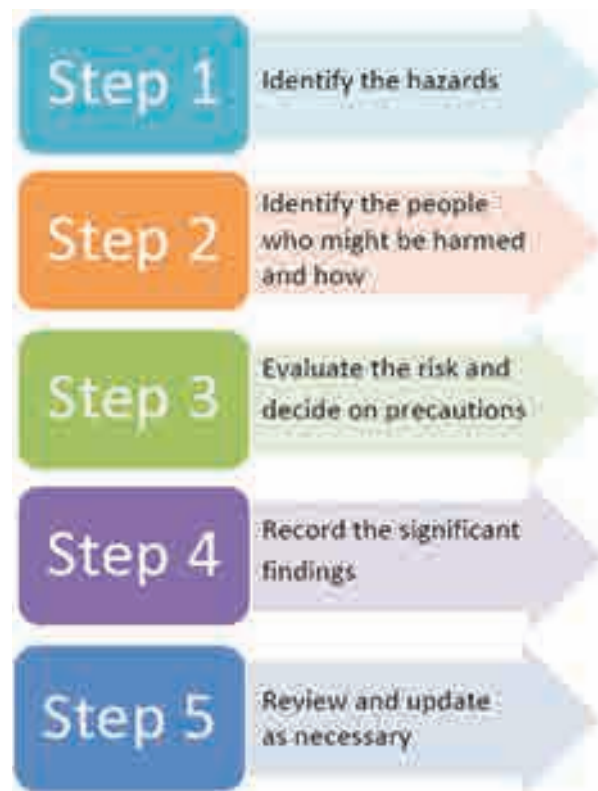 Step 1
Identify the hazards
Step 2
Identify the people
who might be harmed
and how
Step 3
Evaluate the risk and
decide on precautions
Step 4
Record the significant
findings
Step 5
Review and update
as necessary